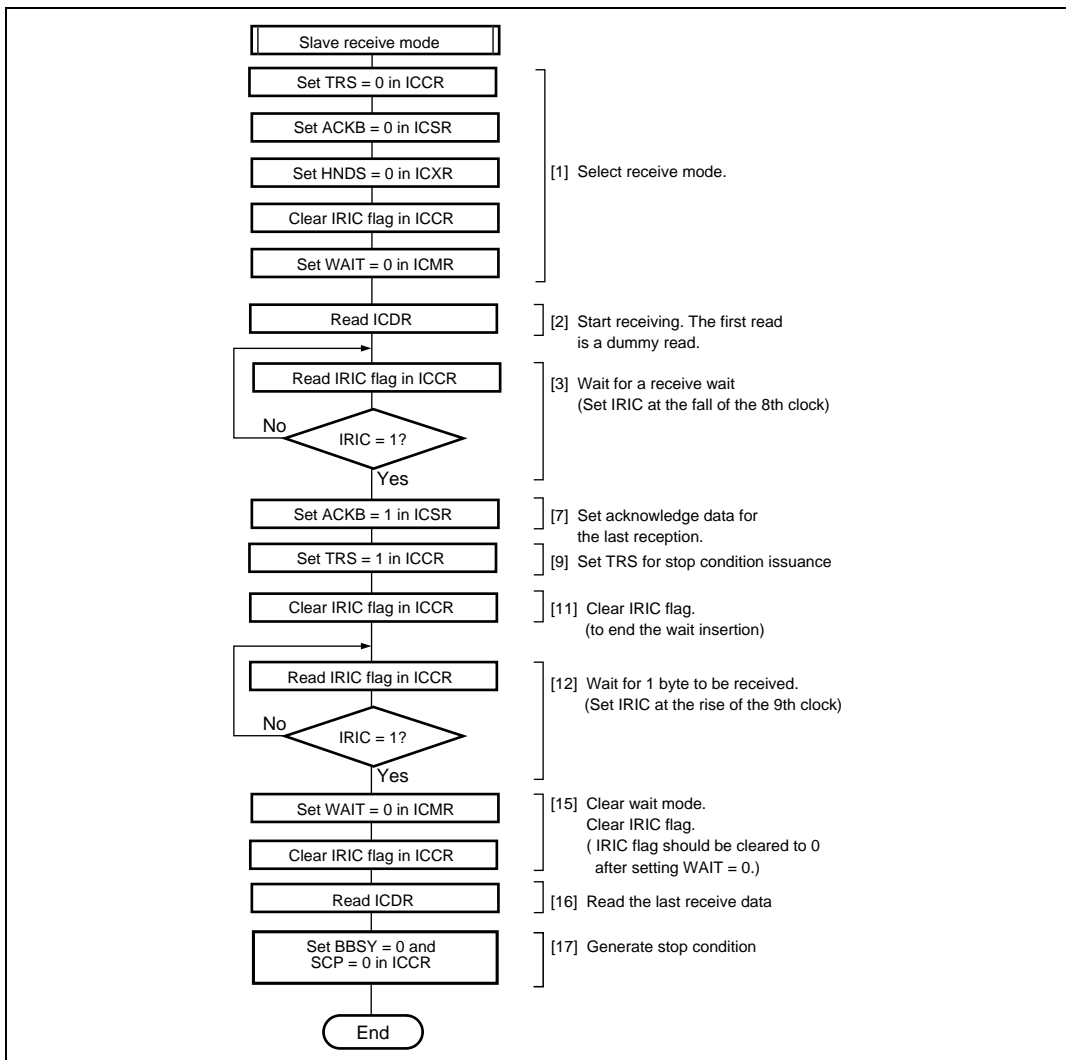 Slave receive mode
Set TRS = 0 in ICCR
Set ACKB = 0 in ICSR
Set HNDS = 0 in ICXR
Clear IRIC flag in ICCR
Set WAIT = 0 in ICMR
[1] Select receive mode.
Read ICDR
[2] Start receiving. The first read
is a dummy read.
Read IRIC flag in ICCR
[3] Wait for a receive wait
(Set IRIC at the fall of the 8th clock)
No
IRIC = 1?
Yes
Set ACKB = 1 in ICSR
[7] Set acknowledge data for
the last reception.
Set TRS = 1 in ICCR
[9] Set TRS for stop condition issuance
Clear IRIC flag in ICCR
[11] Clear IRIC flag.
(to end the wait insertion)
Read IRIC flag in ICCR
[12] Wait for 1 byte to be received.
(Set IRIC at the rise of the 9th clock)
No
IRIC = 1?
Yes
Set WAIT = 0 in ICMR
Clear IRIC flag in ICCR
[15] Clear wait mode.
Clear IRIC flag.
( IRIC flag should be cleared to 0
after setting WAIT = 0.)
Read ICDR
[16] Read the last receive data
Set BBSY = 0 and
SCP = 0 in ICCR
[17] Generate stop condition
End